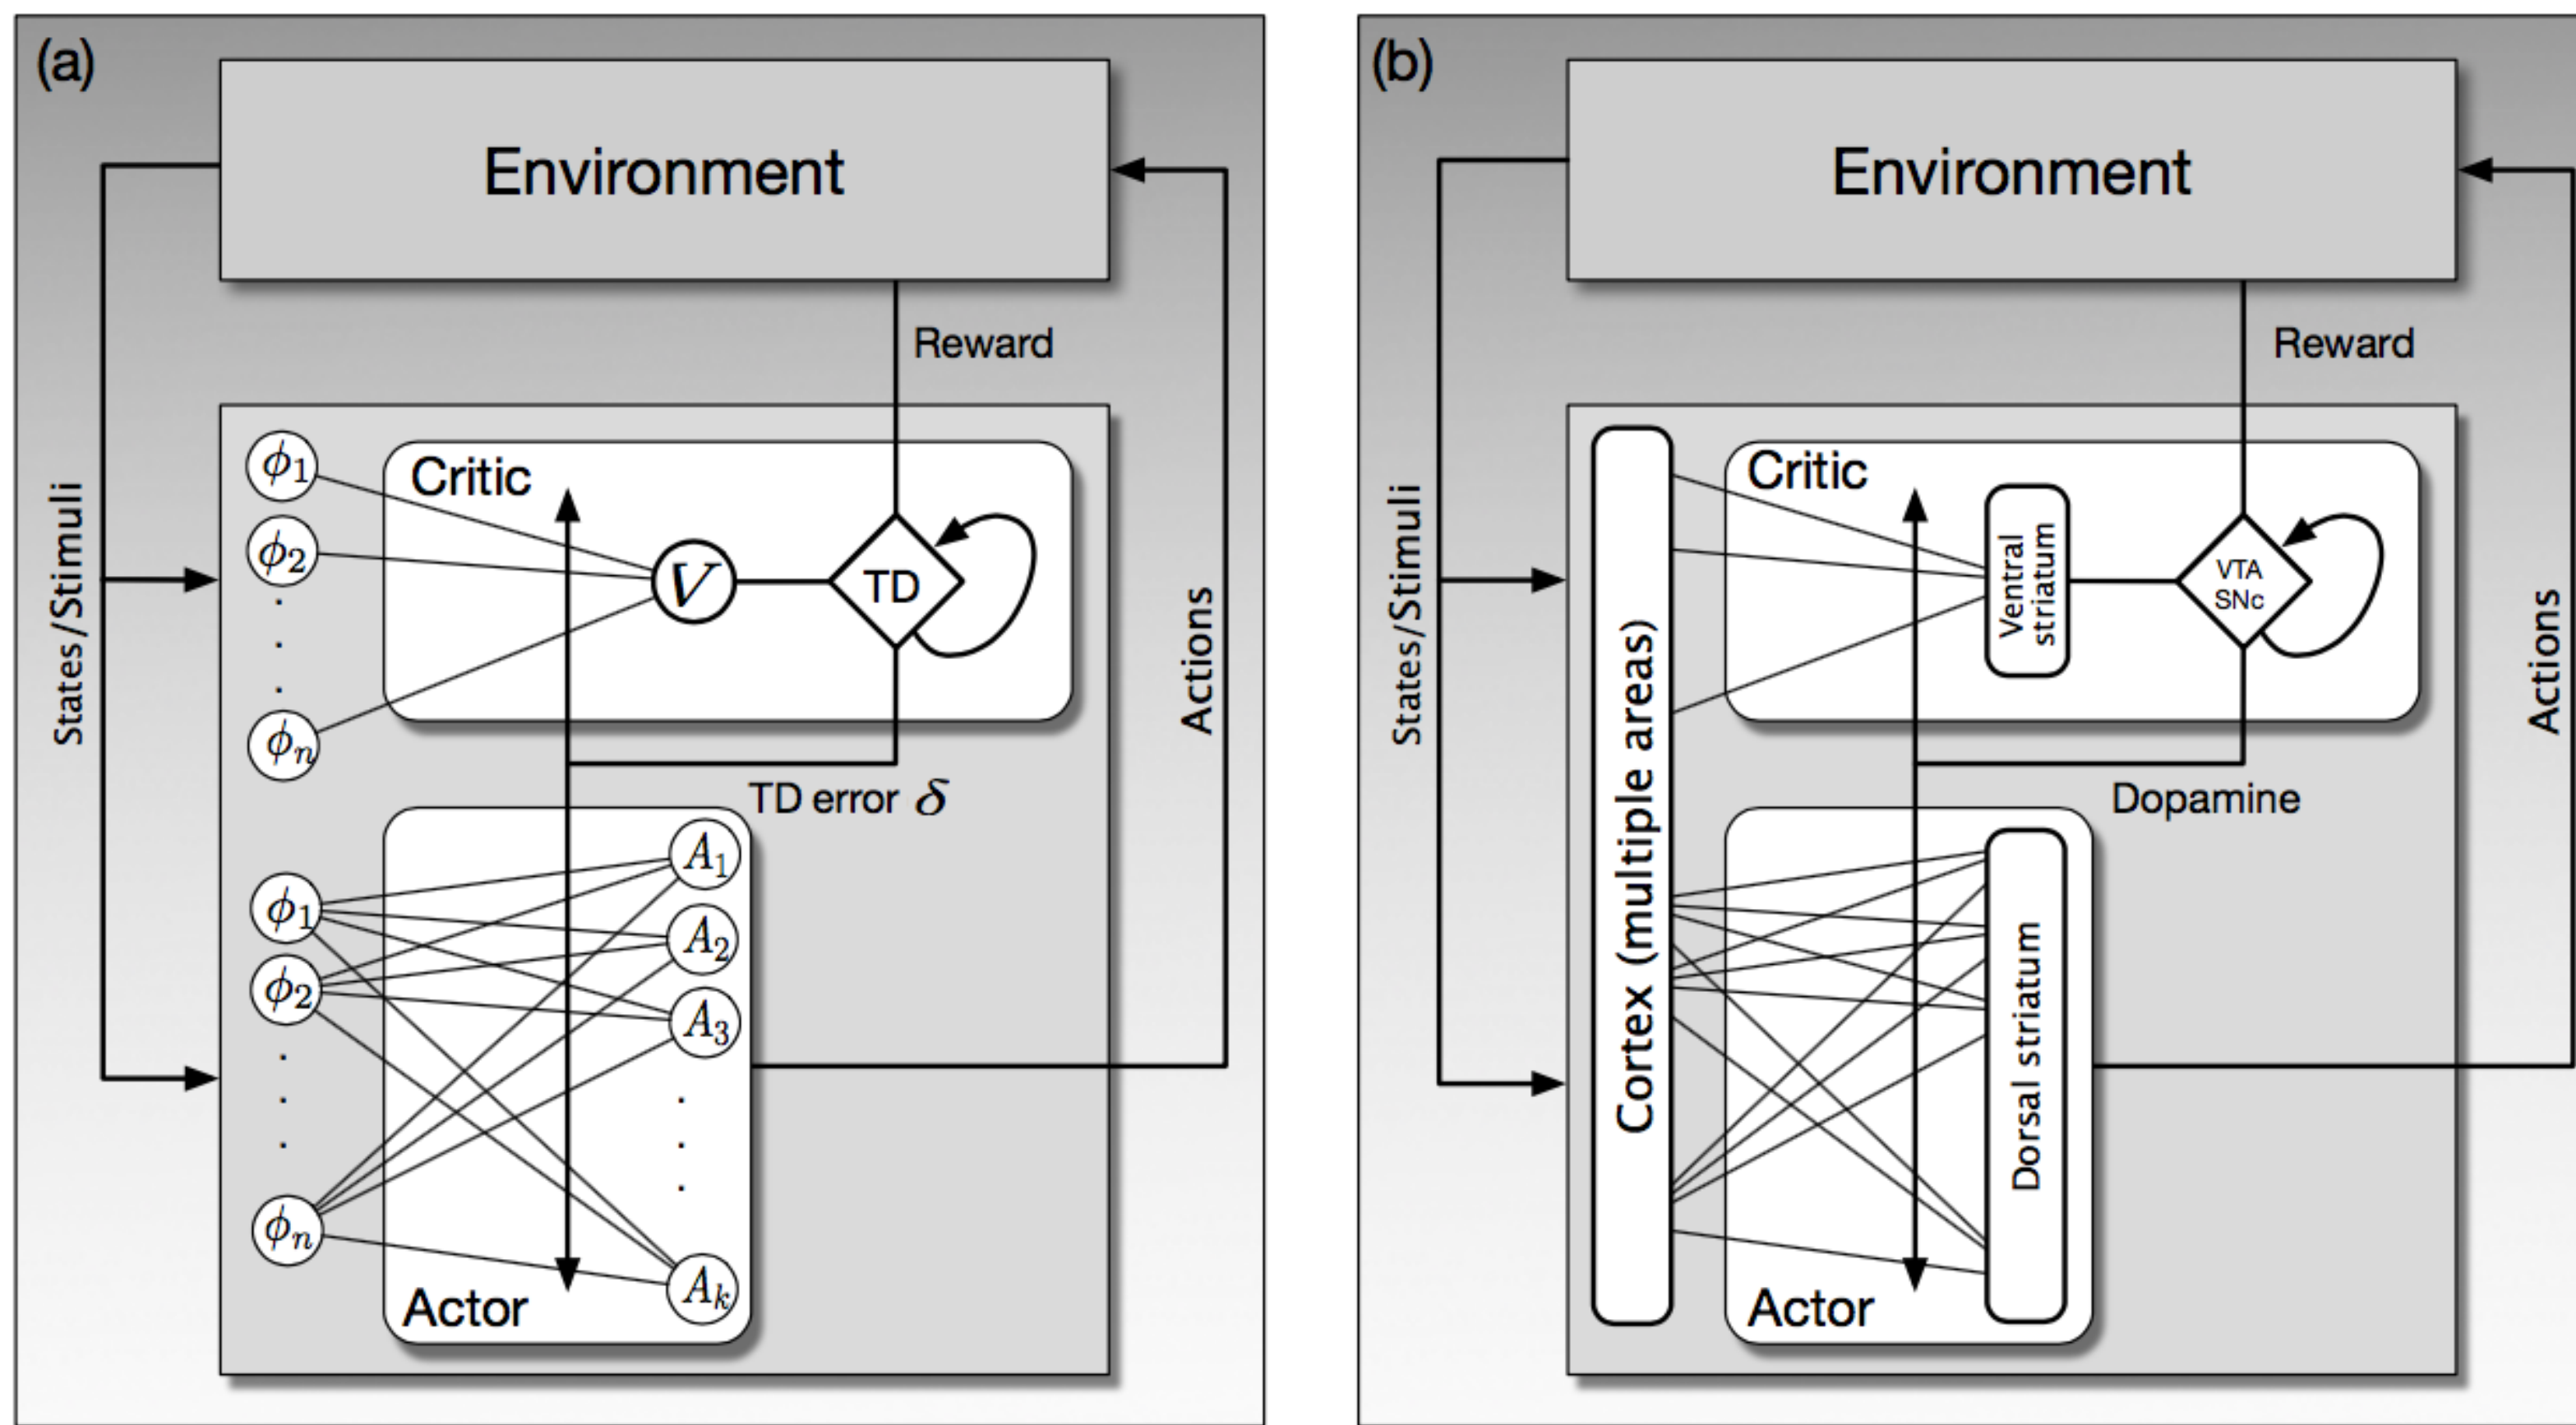 (a)
Environment
Reward
States/Stimuli
Actions
Critic
ϕ1
ϕ2
ϕn
V
TD
TD error δ
ϕ1
ϕ2
ϕn
A1
A2
A3
Ak
Actor
(b)
Environment
Reward
States/Stimuli
Actions
Cortex (multiple areas)
Critic
Ventral
striatum
VTA
SNc
Dopamine
Dorsal striatum
Actor